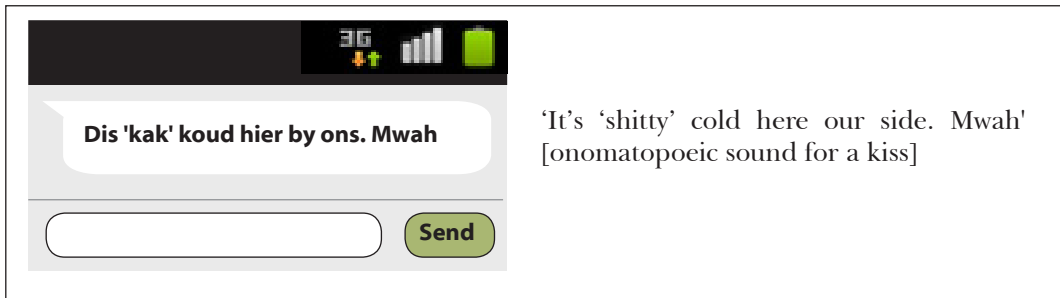 3G
Dis 'kak' koud hier by ons. Mwah
Send
‘It's ‘shitty’ cold here our side. Mwah'
[onomatopoeic sound for a kiss]